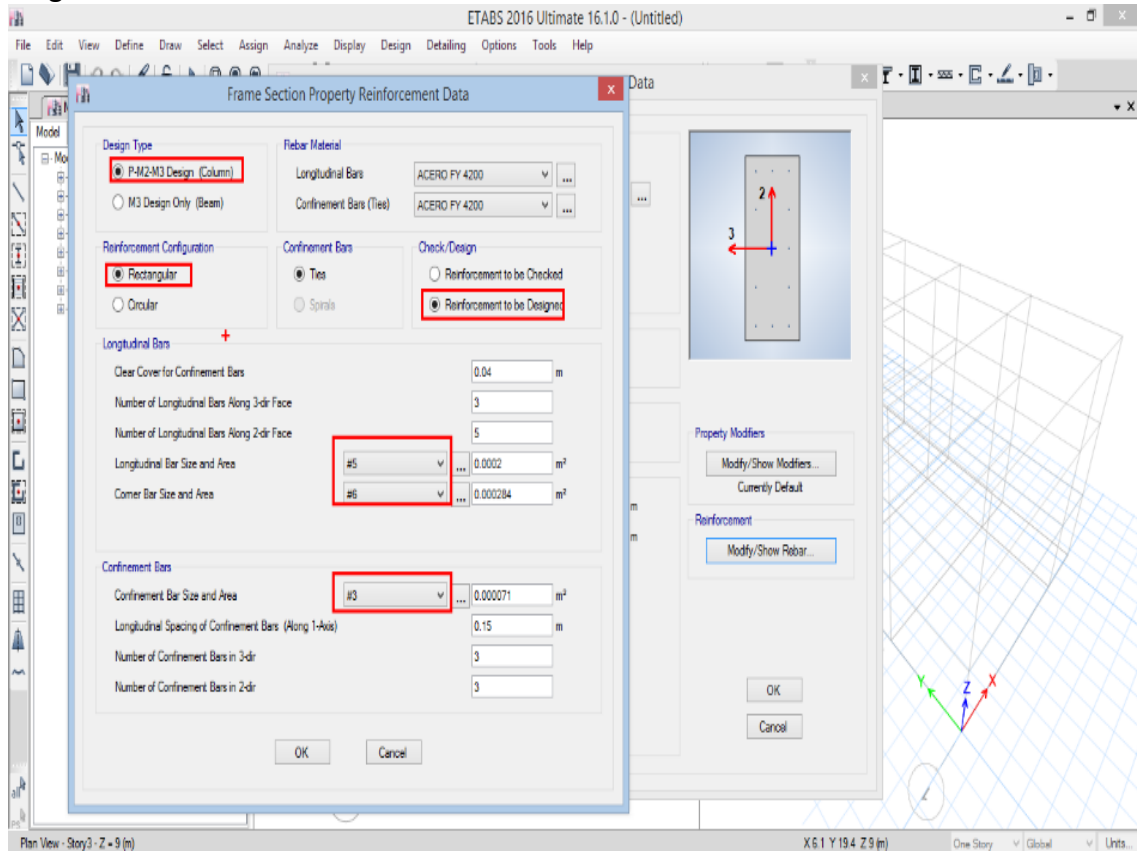 ETABS 2016 Ultimate 16.1.0 - (Untitled)
File Edit View Define Draw Select Assign Analyze Display Design Detailing Options Tools Help
Data
Frame Section Property Reinforcement Data
Model
Design Type
P-M2-M3 Design (Column)
M3 Design Only (Beam)
Rebar Material
Longitudinal Bars ACERO FY 4200 ...
Confinement Bars (Ties) ACERO FY 4200 ...
Reinforcement Configuration
Rectangular
Circular
Confinement Bars
Ties
Spirals
Check/Design
Reinforcement to be Checked
Reinforcement to be Designed
Longitudinal Bars
Clear Cover for Confinement Bars 0.04 m
Number of Longitudinal Bars Along 3-dir Face 3
Number of Longitudinal Bars Along 2-dir Face 5
Longitudinal Bar Size and Area #5 ... 0.0002 m²
Corner Bar Size and Area #6 ... 0.000284 m²
Confinement Bars
Confinement Bar Size and Area #3 ... 0.000071 m²
Longitudinal Spacing of Confinement Bars (Along 1-Axis) 0.15 m
Number of Confinement Bars in 3-dir 3
Number of Confinement Bars in 2-dir 3
OK Cancel
...
m
m
2
3
Property Modifiers
Modify/Show Modifiers...
Currently Default
Reinforcement
Modify/Show Rebar...
OK
Cancel
Y Z X
all
ps
Plan View - Story3 - Z = 9 (m) X 6.1 Y 19.4 Z 9 (m) One Story Global Units...